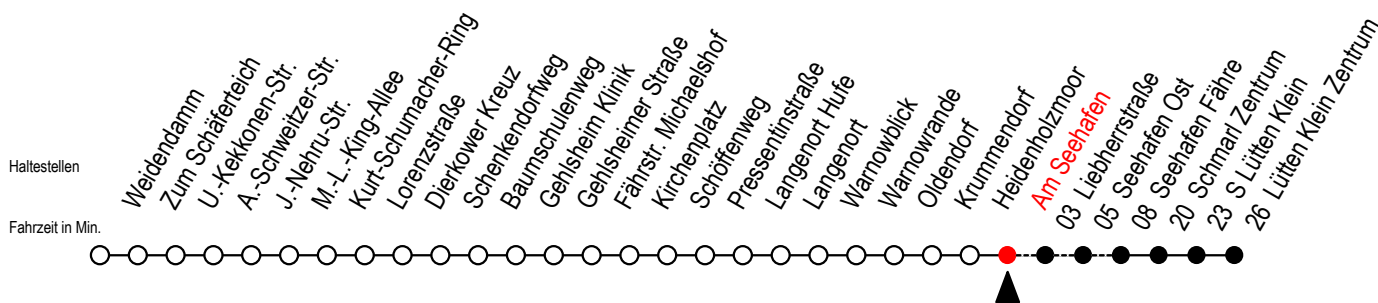 Haltestellen
Weidendamm
Zum Schäferteich
U.-Kekkonen-Str.
A.-Schweitzer-Str.
J.-Nehru-Str.
M.-L.-King-Allee
Kurt-Schumacher-Ring
Lorenzstraße
Dierkower Kreuz
Schenkendorfweg
Baumschulenweg
Gehlsheim Klinik
Gehlsheimer Straße
Fährstr. Michaelshof
Kirchenplatz
Schöffenweg
Pressentinstraße
Langenort Hufe
Langenort
Warnowblick
Warnowrande
Oldendorf
Krummendorf
Heidenholzmoor
Am Seehafen
03 Liebnerstraße
05 Seehafen Ost
08 Seehafen Fähre
20 Schmarl Zentrum
23 S Lütten Klein
26 Lütten Klein Zentrum
Fahrzeit in Min.